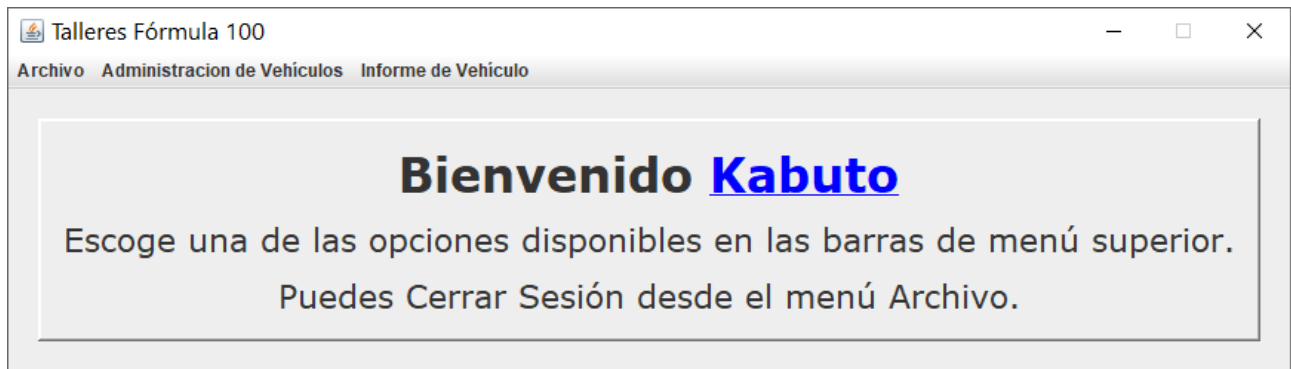 Talleres Fórmula 100
Archivo Administracion de Vehículos Informe de Vehículo
Bienvenido Kabuto
Escoge una de las opciones disponibles en las barras de menú superior.
Puedes Cerrar Sesión desde el menú Archivo.